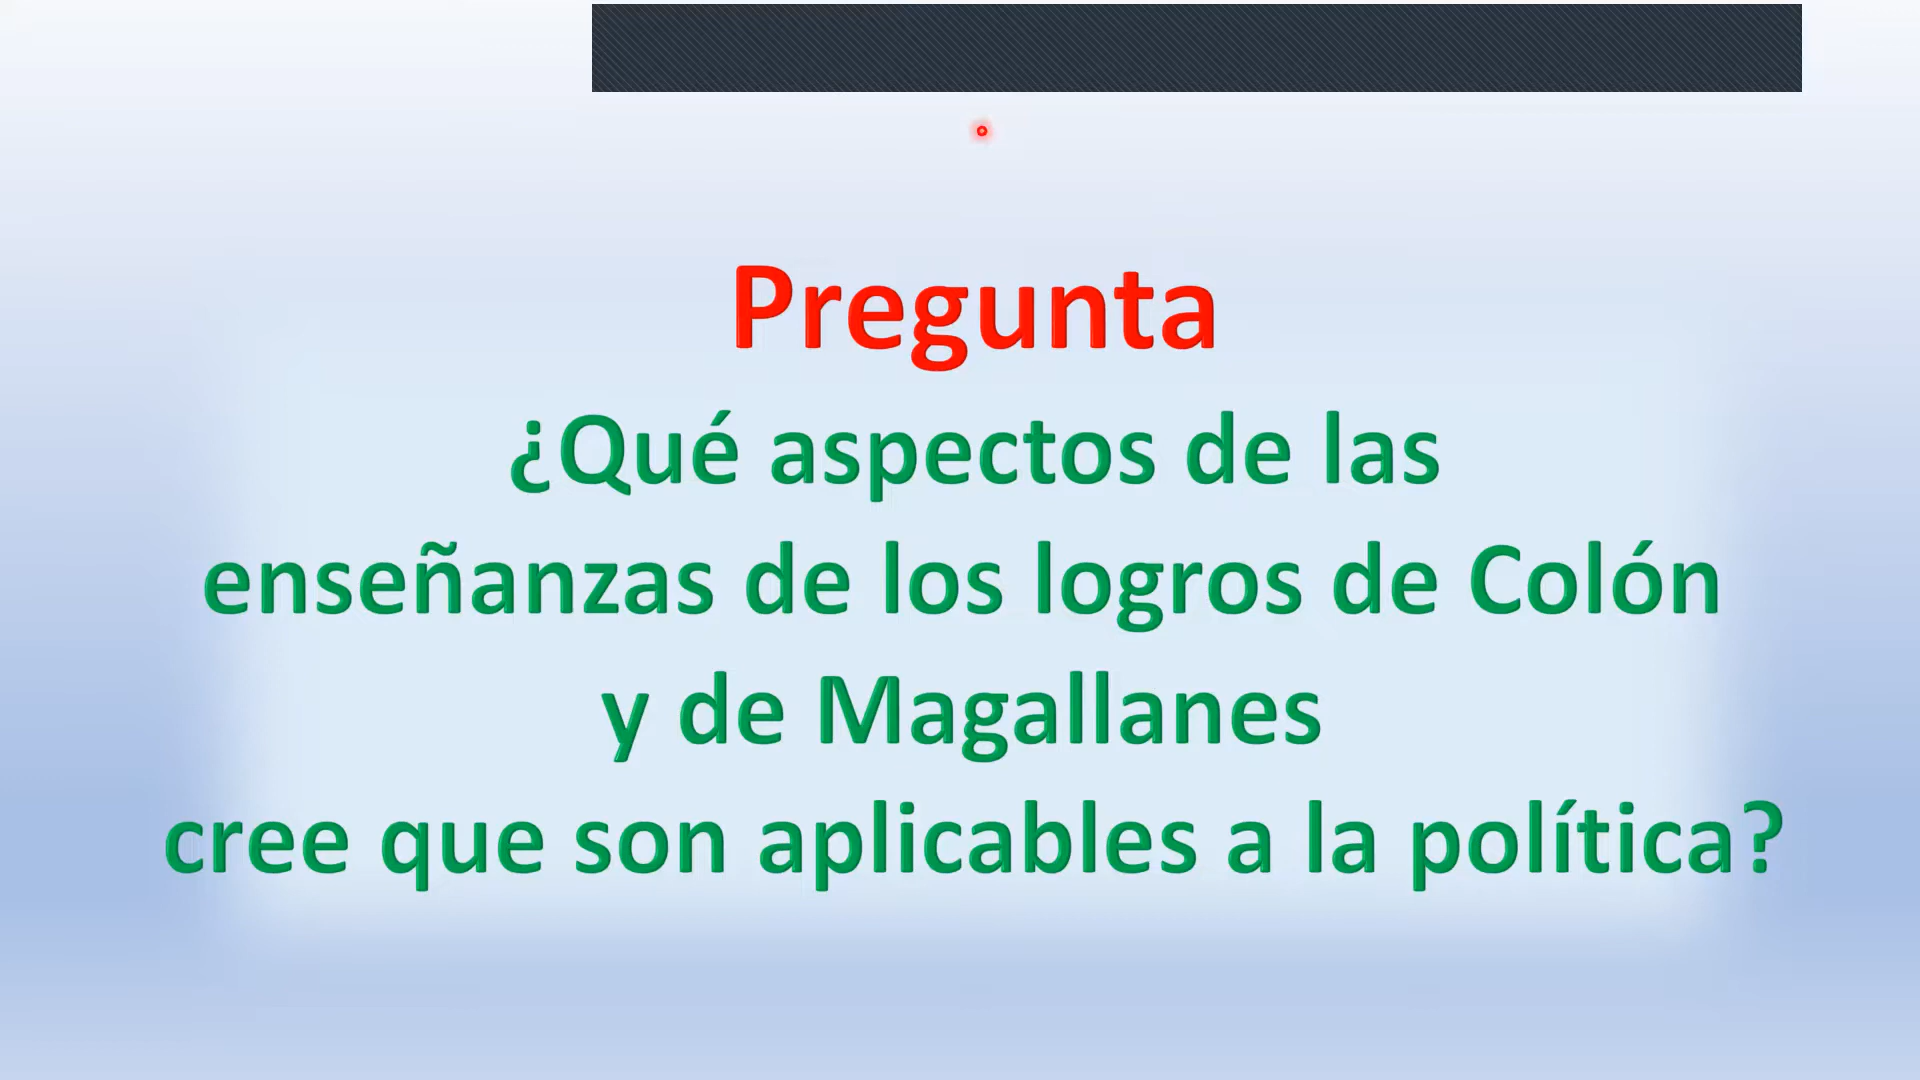 Pregunta
¿Qué aspectos de las
enseñanzas de los logros de Colón
y de Magallanes
cree que son aplicables a la política?